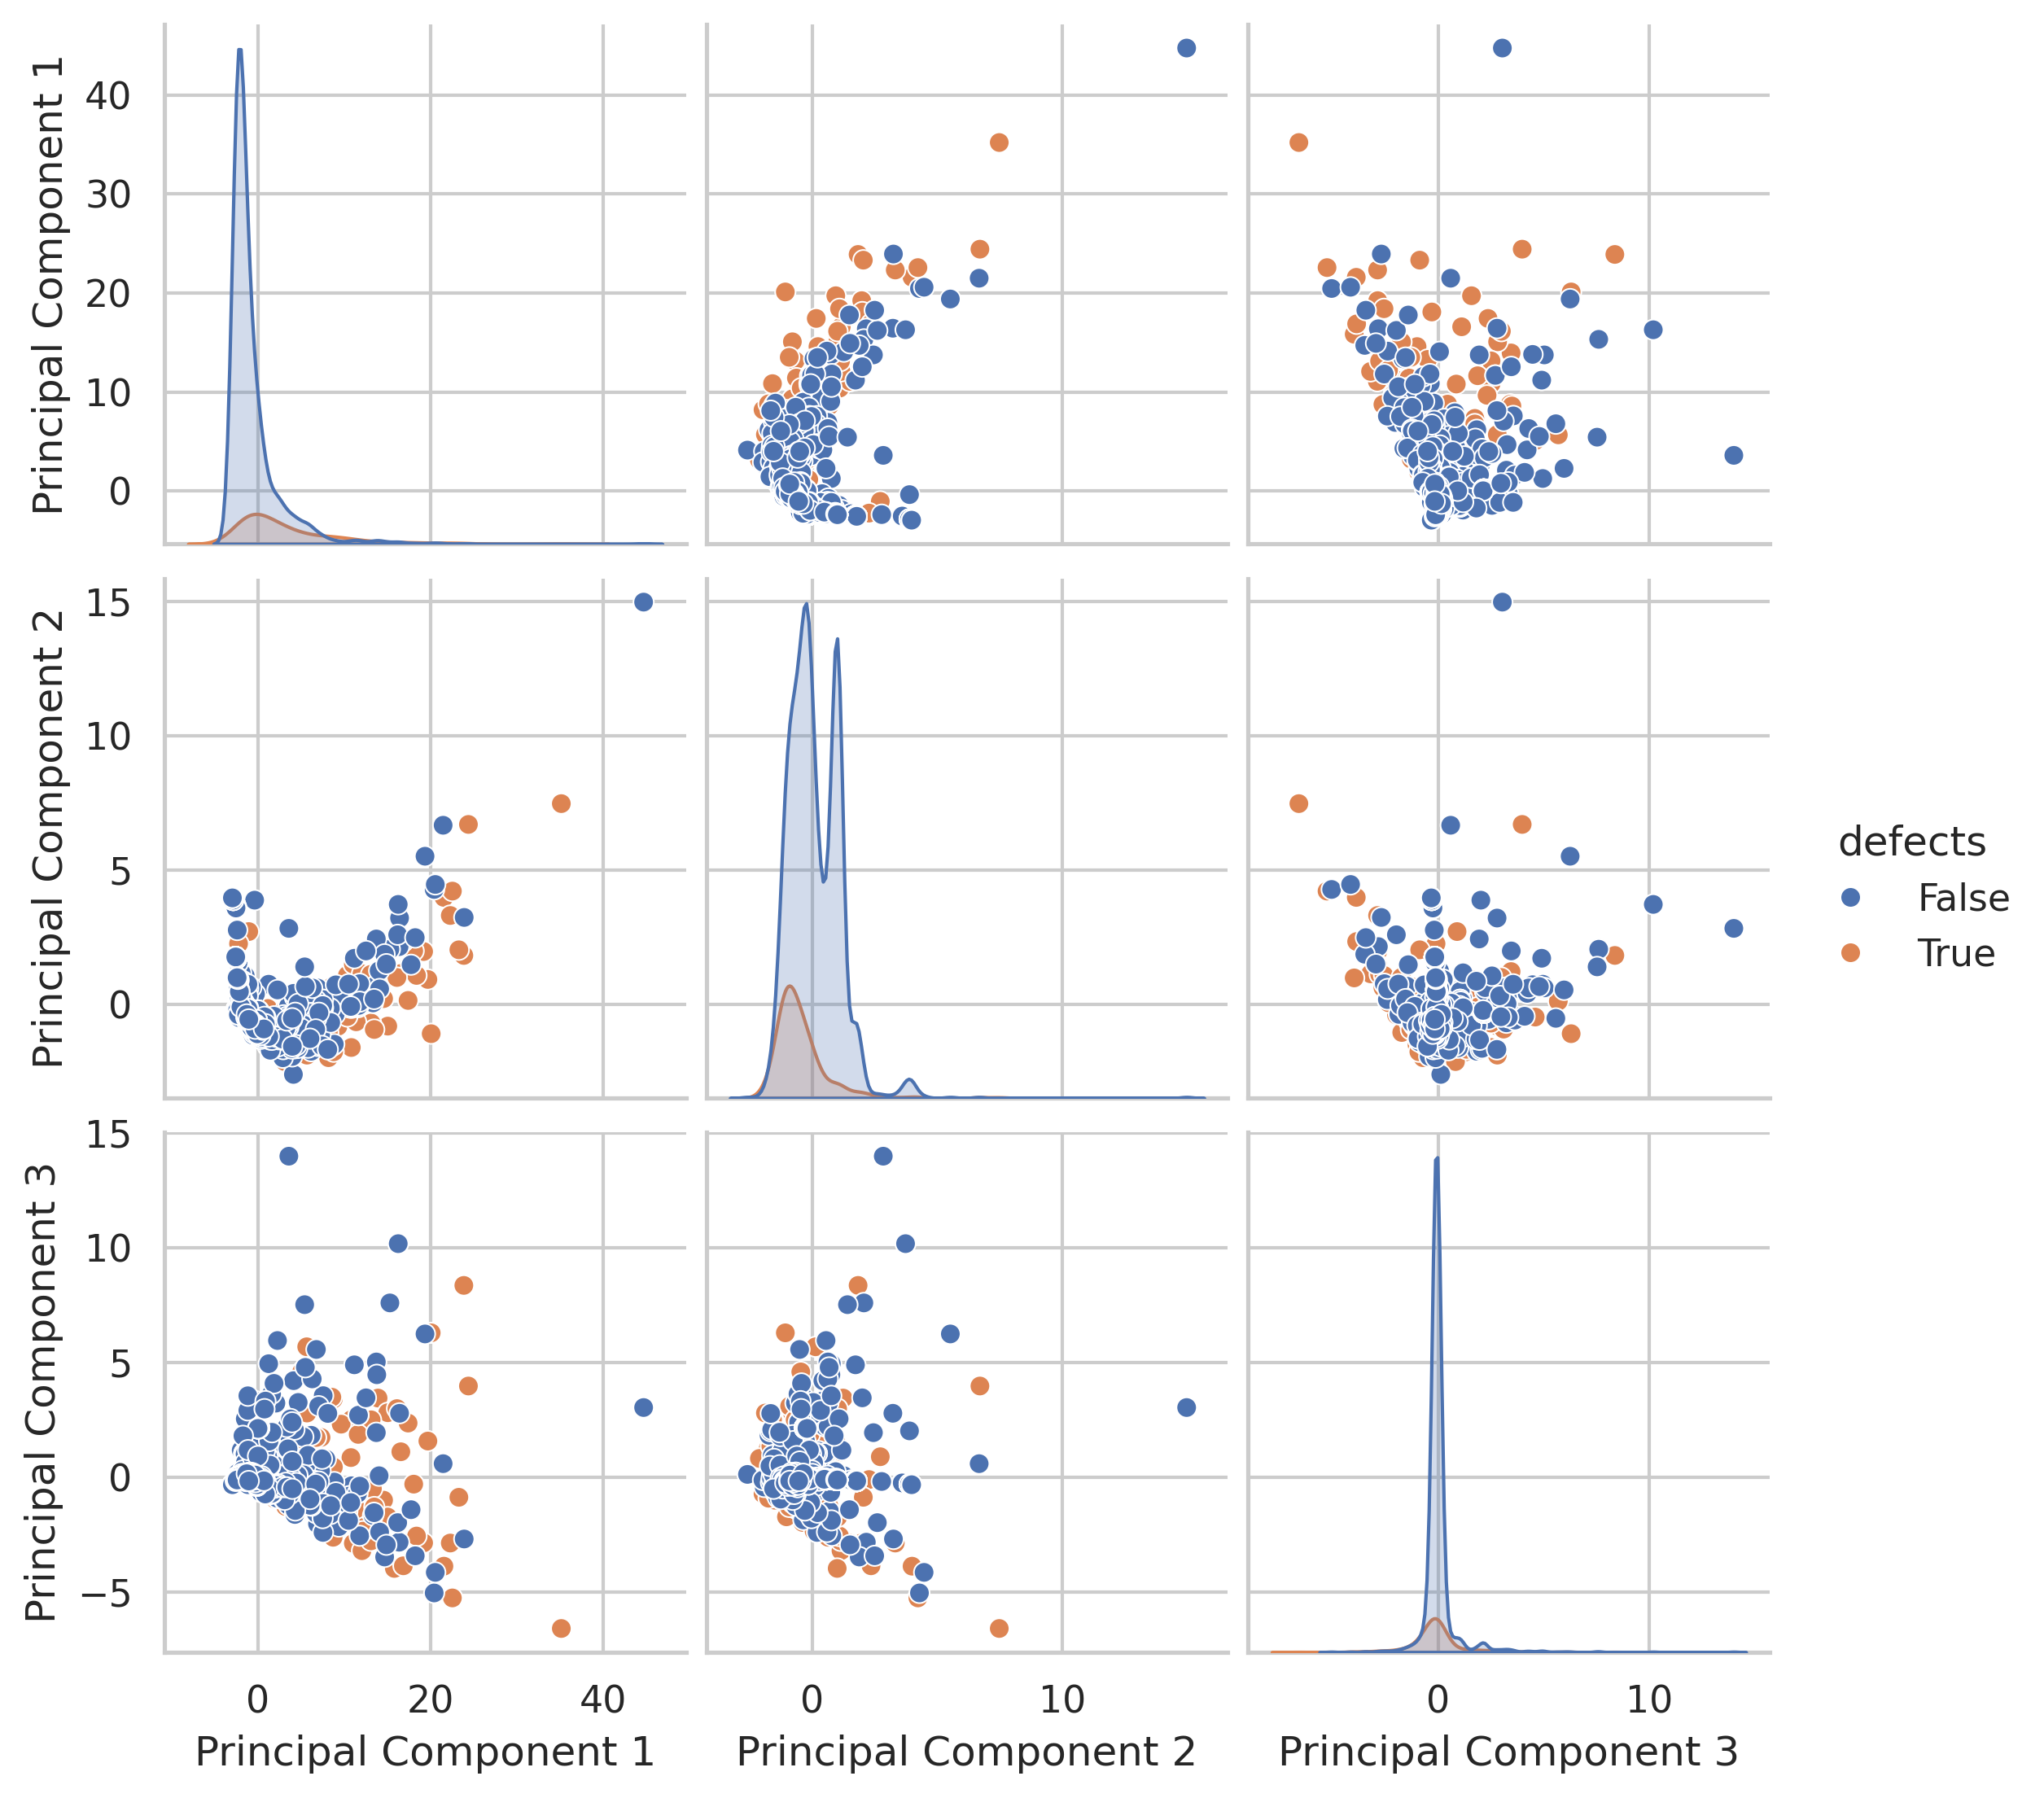 Principal Component 1
40
30
20
10
0
Principal Component 2
15
10
5
0
defects
False
True
Principal Component 3
15
10
5
0
−5
0 20 40 0 10 0 10
Principal Component 1 Principal Component 2 Principal Component 3